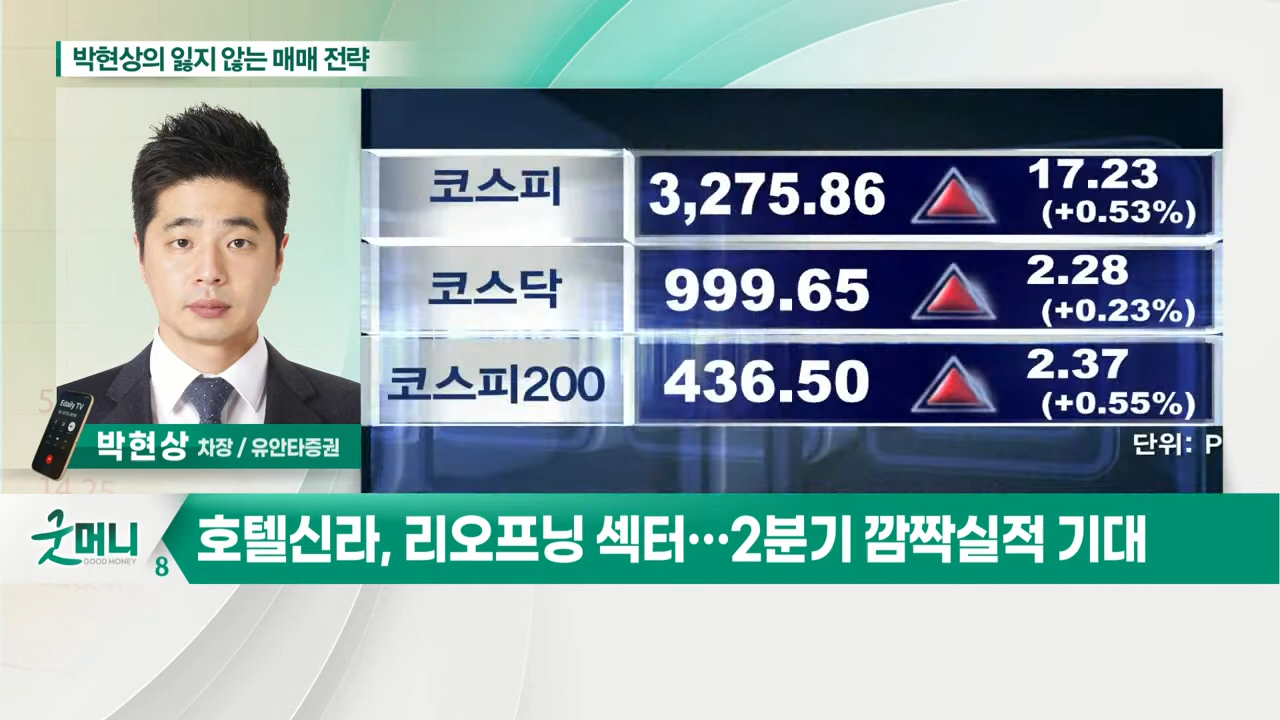 박현상의 잃지 않는 매매 전략
코스피 3,275.86 17.23 (+0.53%)
코스닥 999.65 2.28 (+0.23%)
코스피200 436.50 2.37 (+0.55%)
단위: P
Edaily TV
박현상 차장 / 유안타증권
14.25
굿머니
GOOD MONEY
8
호텔신라, 리오프닝 섹터…2분기 깜짝실적 기대